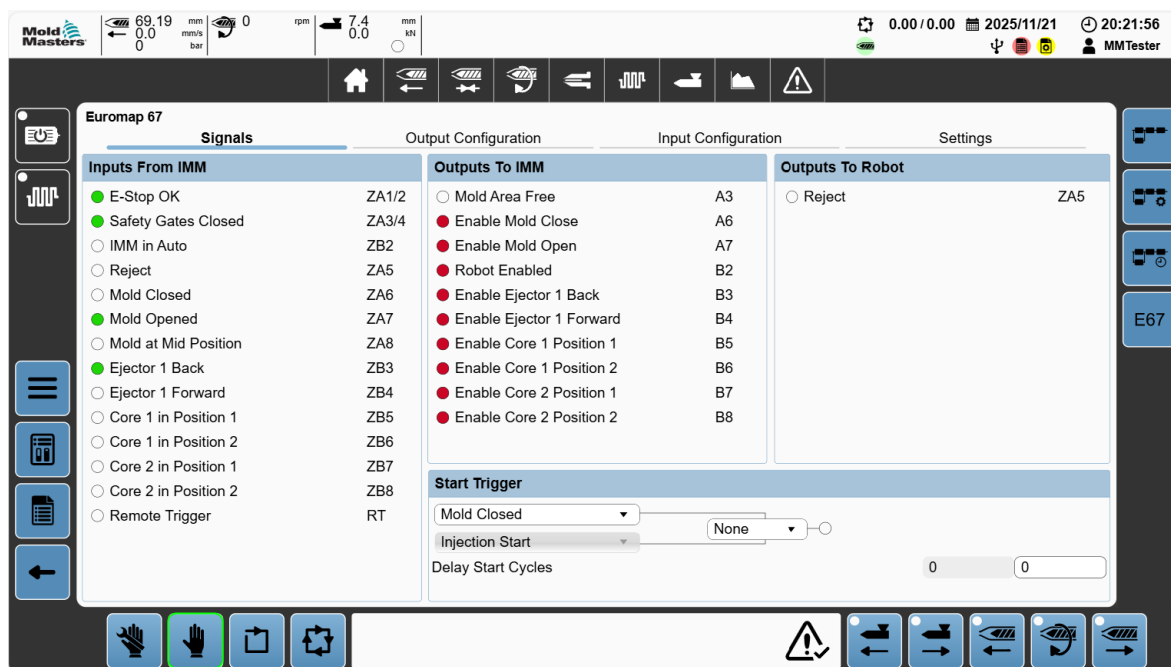 Mold Masters
69.19 mm
0.0 mm/s
0 bar
0 rpm
7.4 mm
0.0 kN
0.00 / 0.00
2025/11/21
20:21:56
MMTester
Euromap 67
Signals
Output Configuration
Input Configuration
Settings
Inputs From IMM
E-Stop OK ZA1/2
Safety Gates Closed ZA3/4
IMM in Auto ZB2
Reject ZA5
Mold Closed ZA6
Mold Opened ZA7
Mold at Mid Position ZA8
Ejector 1 Back ZB3
Ejector 1 Forward ZB4
Core 1 in Position 1 ZB5
Core 1 in Position 2 ZB6
Core 2 in Position 1 ZB7
Core 2 in Position 2 ZB8
Remote Trigger RT
Outputs To IMM
Mold Area Free A3
Enable Mold Close A6
Enable Mold Open A7
Robot Enabled B2
Enable Ejector 1 Back B3
Enable Ejector 1 Forward B4
Enable Core 1 Position 1 B5
Enable Core 1 Position 2 B6
Enable Core 2 Position 1 B7
Enable Core 2 Position 2 B8
Outputs To Robot
Reject ZA5
Start Trigger
Mold Closed
None
Injection Start
Delay Start Cycles 0 0
E67